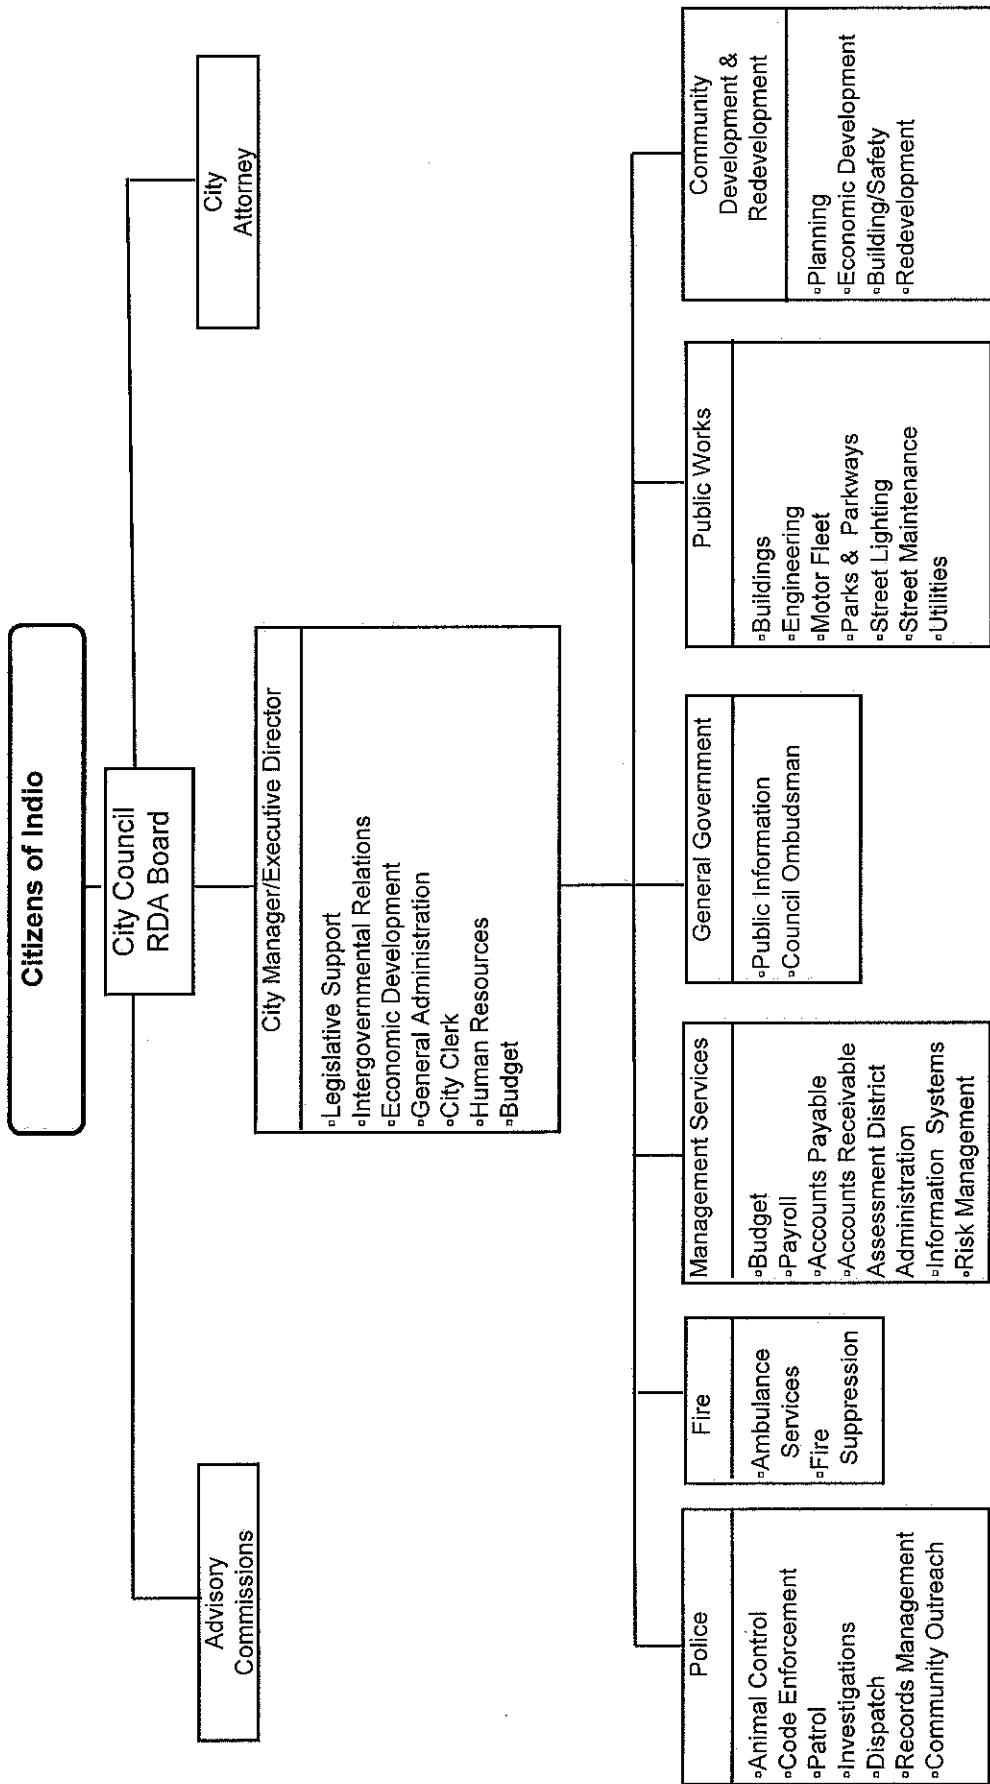 Citizens of Indio
City Council
RDA Board
Advisory
Commissions
City
Attorney
City Manager/Executive Director
▫Legislative Support
▫Intergovernmental Relations
▫Economic Development
▫General Administration
▫City Clerk
▫Human Resources
▫Budget
Police
▫Animal Control
▫Code Enforcement
▫Patrol
▫Investigations
▫Dispatch
▫Records Management
▫Community Outreach
Fire
▫Ambulance
Services
▫Fire
Suppression
Management Services
▫Budget
▫Payroll
▫Accounts Payable
▫Accounts Receivable
Assessment District
Administration
▫Information Systems
▫Risk Management
General Government
▫Public Information
▫Council Ombudsman
Public Works
▫Buildings
▫Engineering
▫Motor Fleet
▫Parks & Parkways
▫Street Lighting
▫Street Maintenance
▫Utilities
Community
Development &
Redevelopment
▫Planning
▫Economic Development
▫Building/Safety
▫Redevelopment